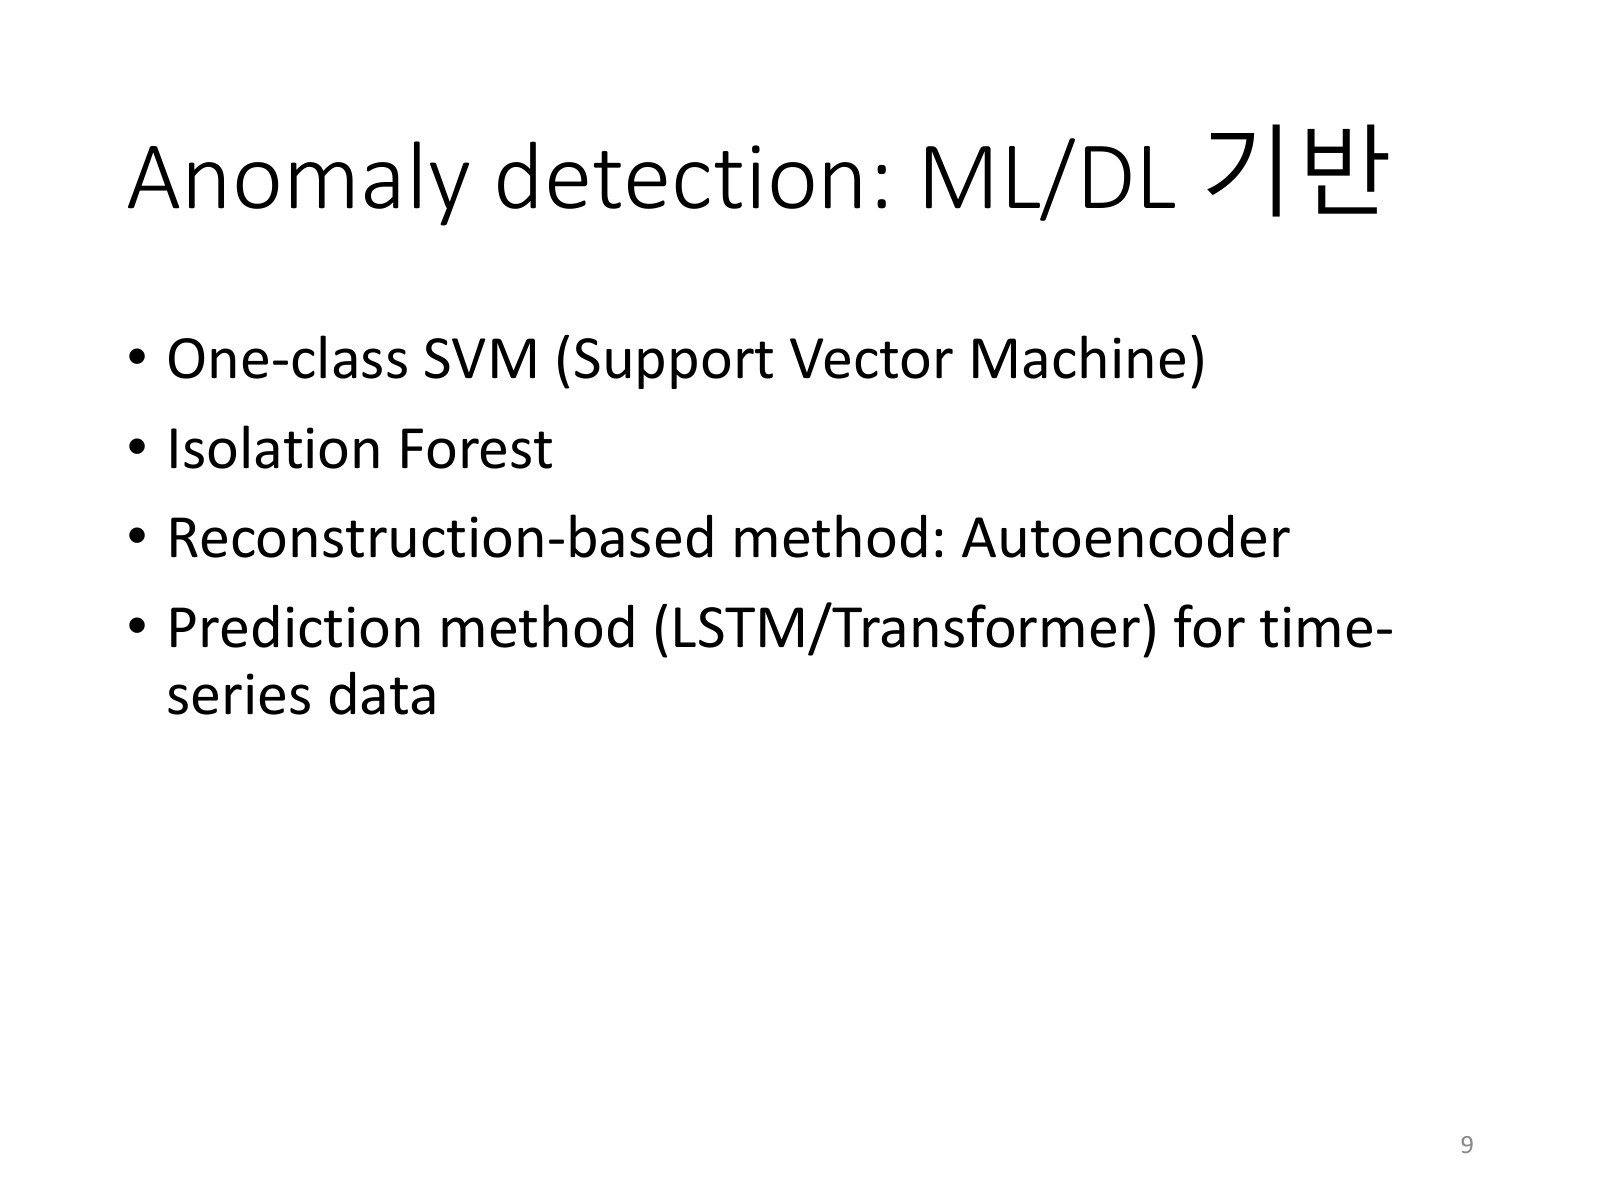 Anomaly detection: ML/DL 기반
• One-class SVM (Support Vector Machine)
• Isolation Forest
• Reconstruction-based method: Autoencoder
• Prediction method (LSTM/Transformer) for time-
series data
9